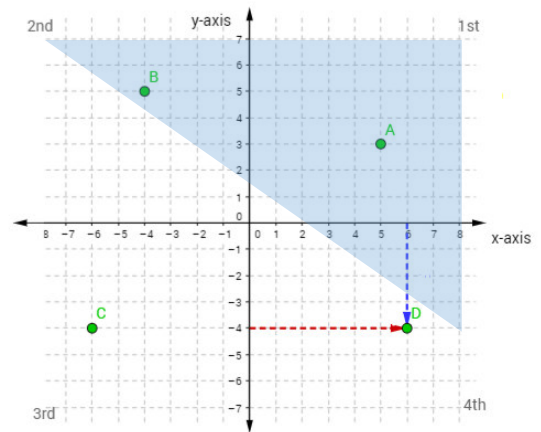 2nd
y-axis
1st
7
6
B
5
4
A
3
2
1
0
8 –7 –6 –5 –4 –3 –2 –1 0 1 2 3 4 5 6 7 8
x-axis
–1
–2
–3
C
D
–4
–5
–6
–7
3rd
4th